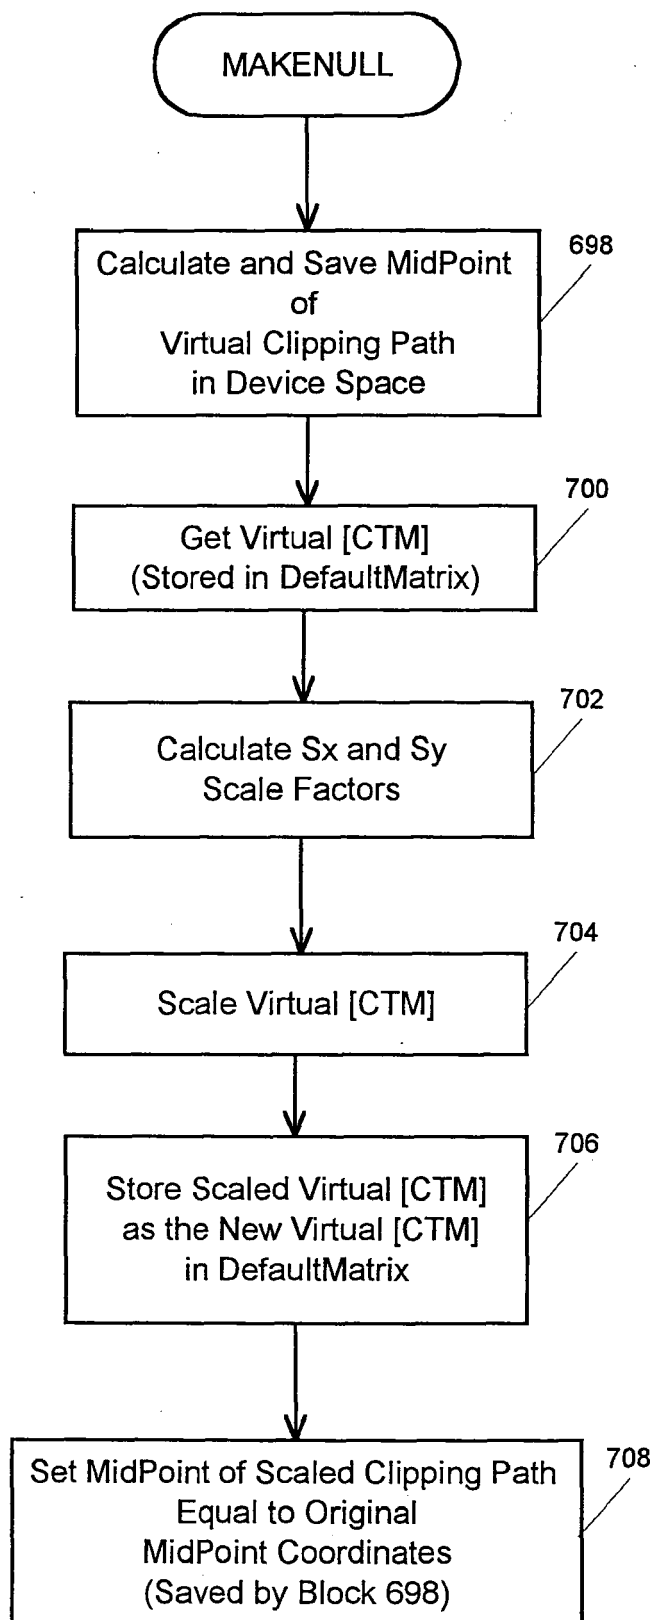 MAKENULL
698
Calculate and Save MidPoint
of
Virtual Clipping Path
in Device Space
700
Get Virtual [CTM]
(Stored in DefaultMatrix)
702
Calculate Sx and Sy
Scale Factors
704
Scale Virtual [CTM]
706
Store Scaled Virtual [CTM]
as the New Virtual [CTM]
in DefaultMatrix
708
Set MidPoint of Scaled Clipping Path
Equal to Original
MidPoint Coordinates
(Saved by Block 698)